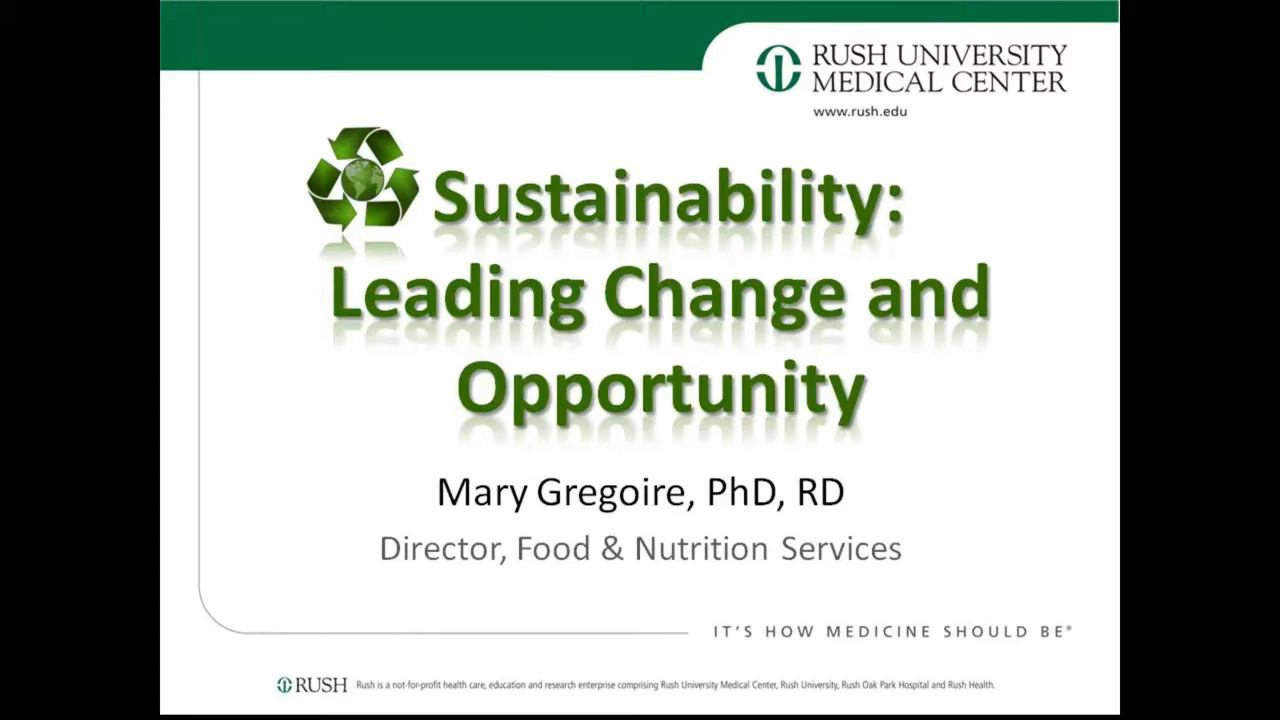 RUSH UNIVERSITY
MEDICAL CENTER
www.rush.edu
Sustainability:
Leading Change and
Opportunity
Mary Gregoire, PhD, RD
Director, Food & Nutrition Services
IT'S HOW MEDICINE SHOULD BE®
RUSH Rush is a not-for-profit health care, education and research enterprise comprising Rush University Medical Center, Rush University, Rush Oak Park Hospital and Rush Health.